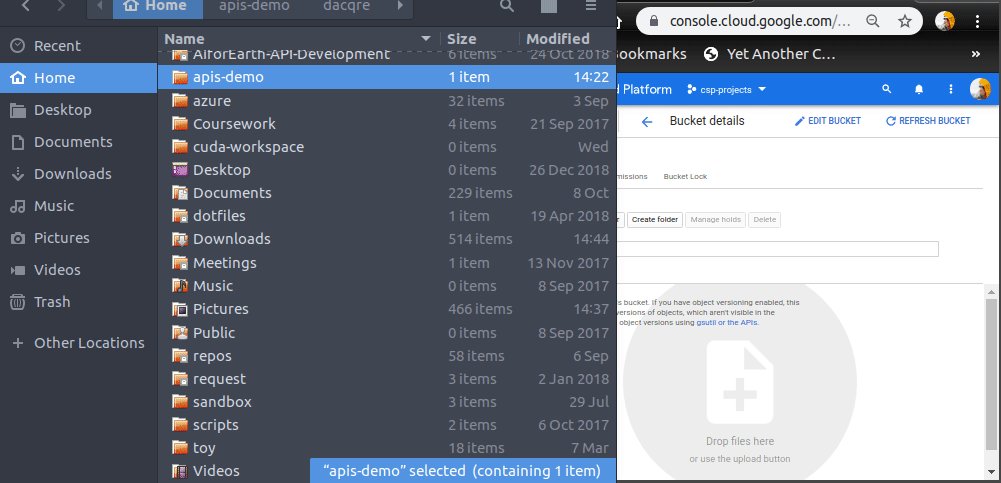 Home apis-demo dacqre
Name Size Modified
AIforEarth-API-Development 6 items 24 Oct 2018
apis-demo 1 item 14:22
azure 32 items 3 Sep
Coursework 4 items 21 Sep 2017
cuda-workspace 0 items Wed
Desktop 0 items 26 Dec 2018
Documents 229 items 8 Oct
dotfiles 1 item 19 Apr 2018
Downloads 514 items 14:44
Meetings 1 item 13 Nov 2017
Music 0 items 8 Sep 2017
Pictures 466 items 14:37
Public 0 items 8 Sep 2017
repos 58 items 6 Sep
request 3 items 2 Jan 2018
sandbox 3 items 29 Jul
scripts 2 items 6 Oct 2017
toy 18 items 7 Mar
Videos
"apis-demo" selected (containing 1 item)
Recent
Home
Desktop
Documents
Downloads
Music
Pictures
Videos
Trash
+ Other Locations
console.cloud.google.com/...
ookmarks Yet Another C... »
d Platform csp-projects
Bucket details EDIT BUCKET REFRESH BUCKET
missions Bucket Lock
r Create folder Manage holds Delete
s bucket. If you have object versioning enabled, this
versions of objects, which aren't visible in the
object versions using gsutil or the APIs.
Drop files here
or use the upload button